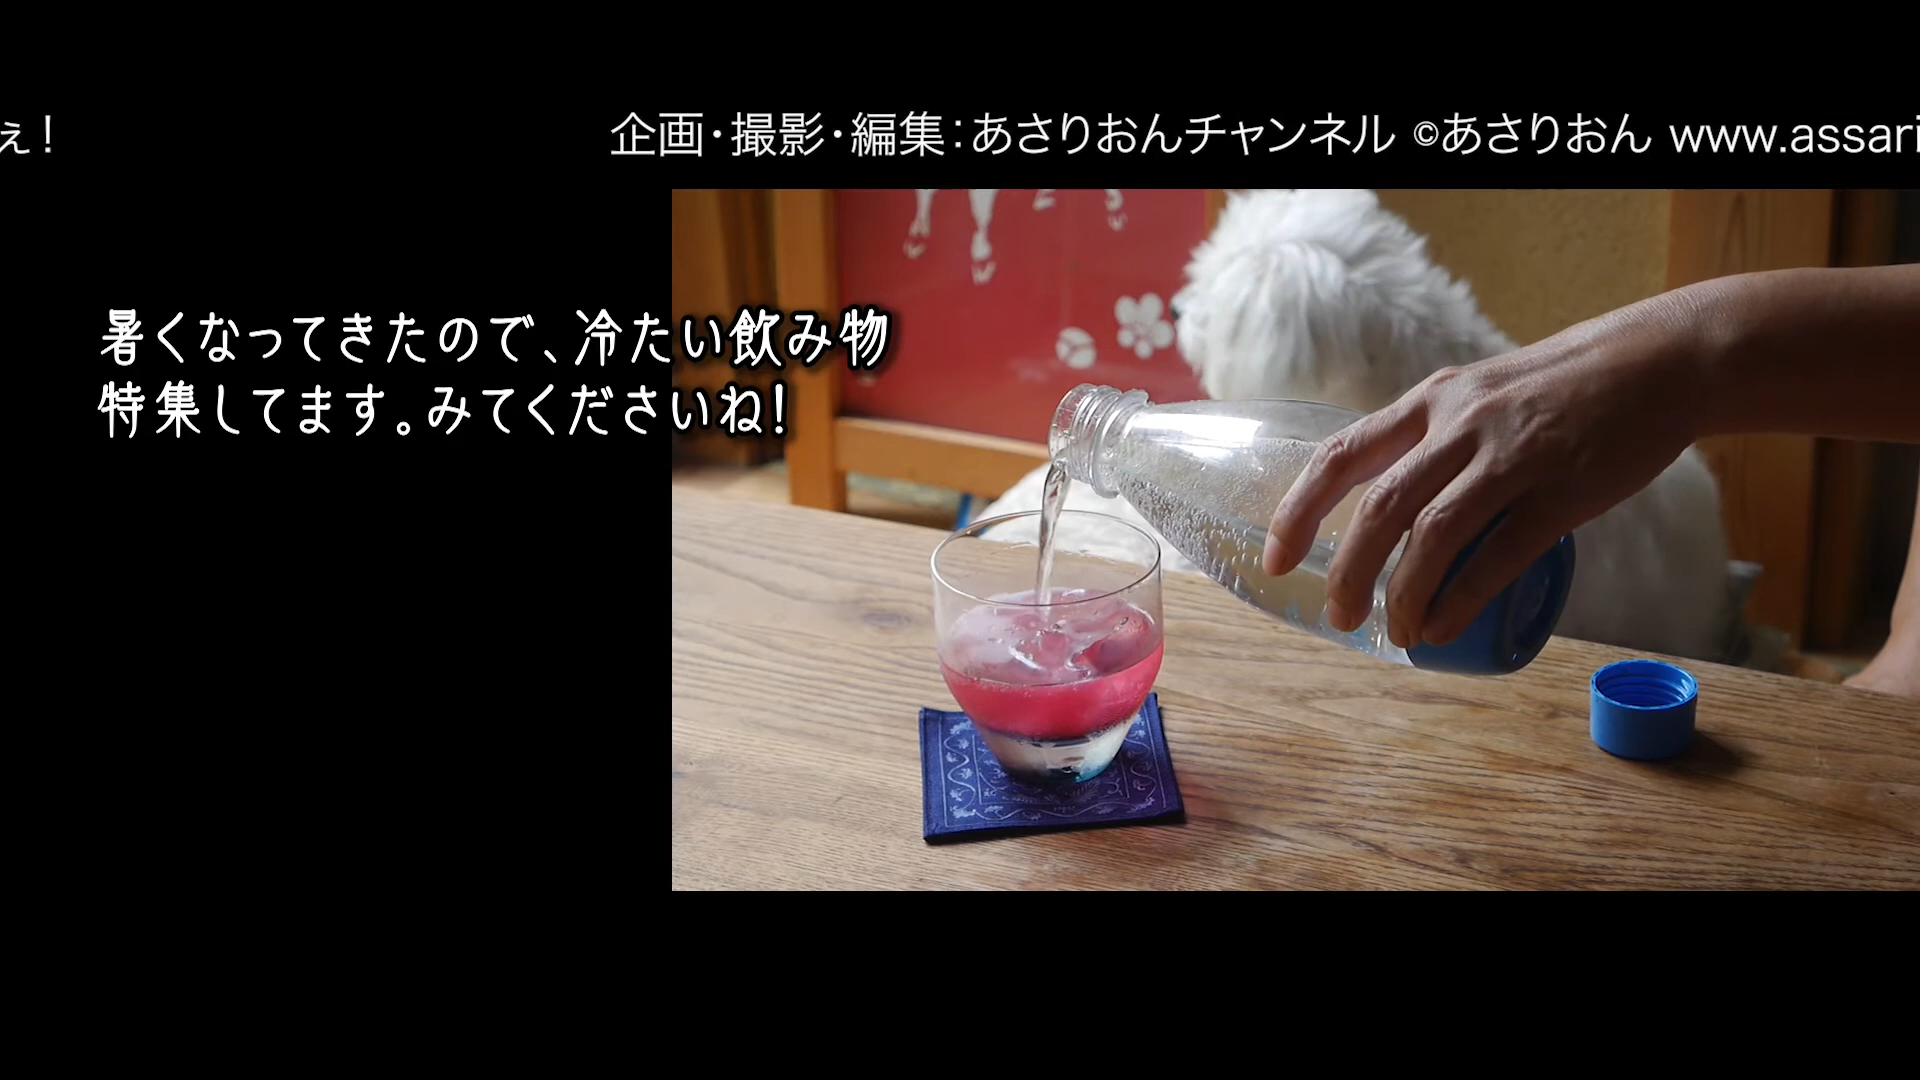 ぇ! 企画・撮影・編集:あさりおんチャンネル ©あさりおん www.assari
暑くなってきたので、冷たい飲み物
特集してます。みてくださいね!